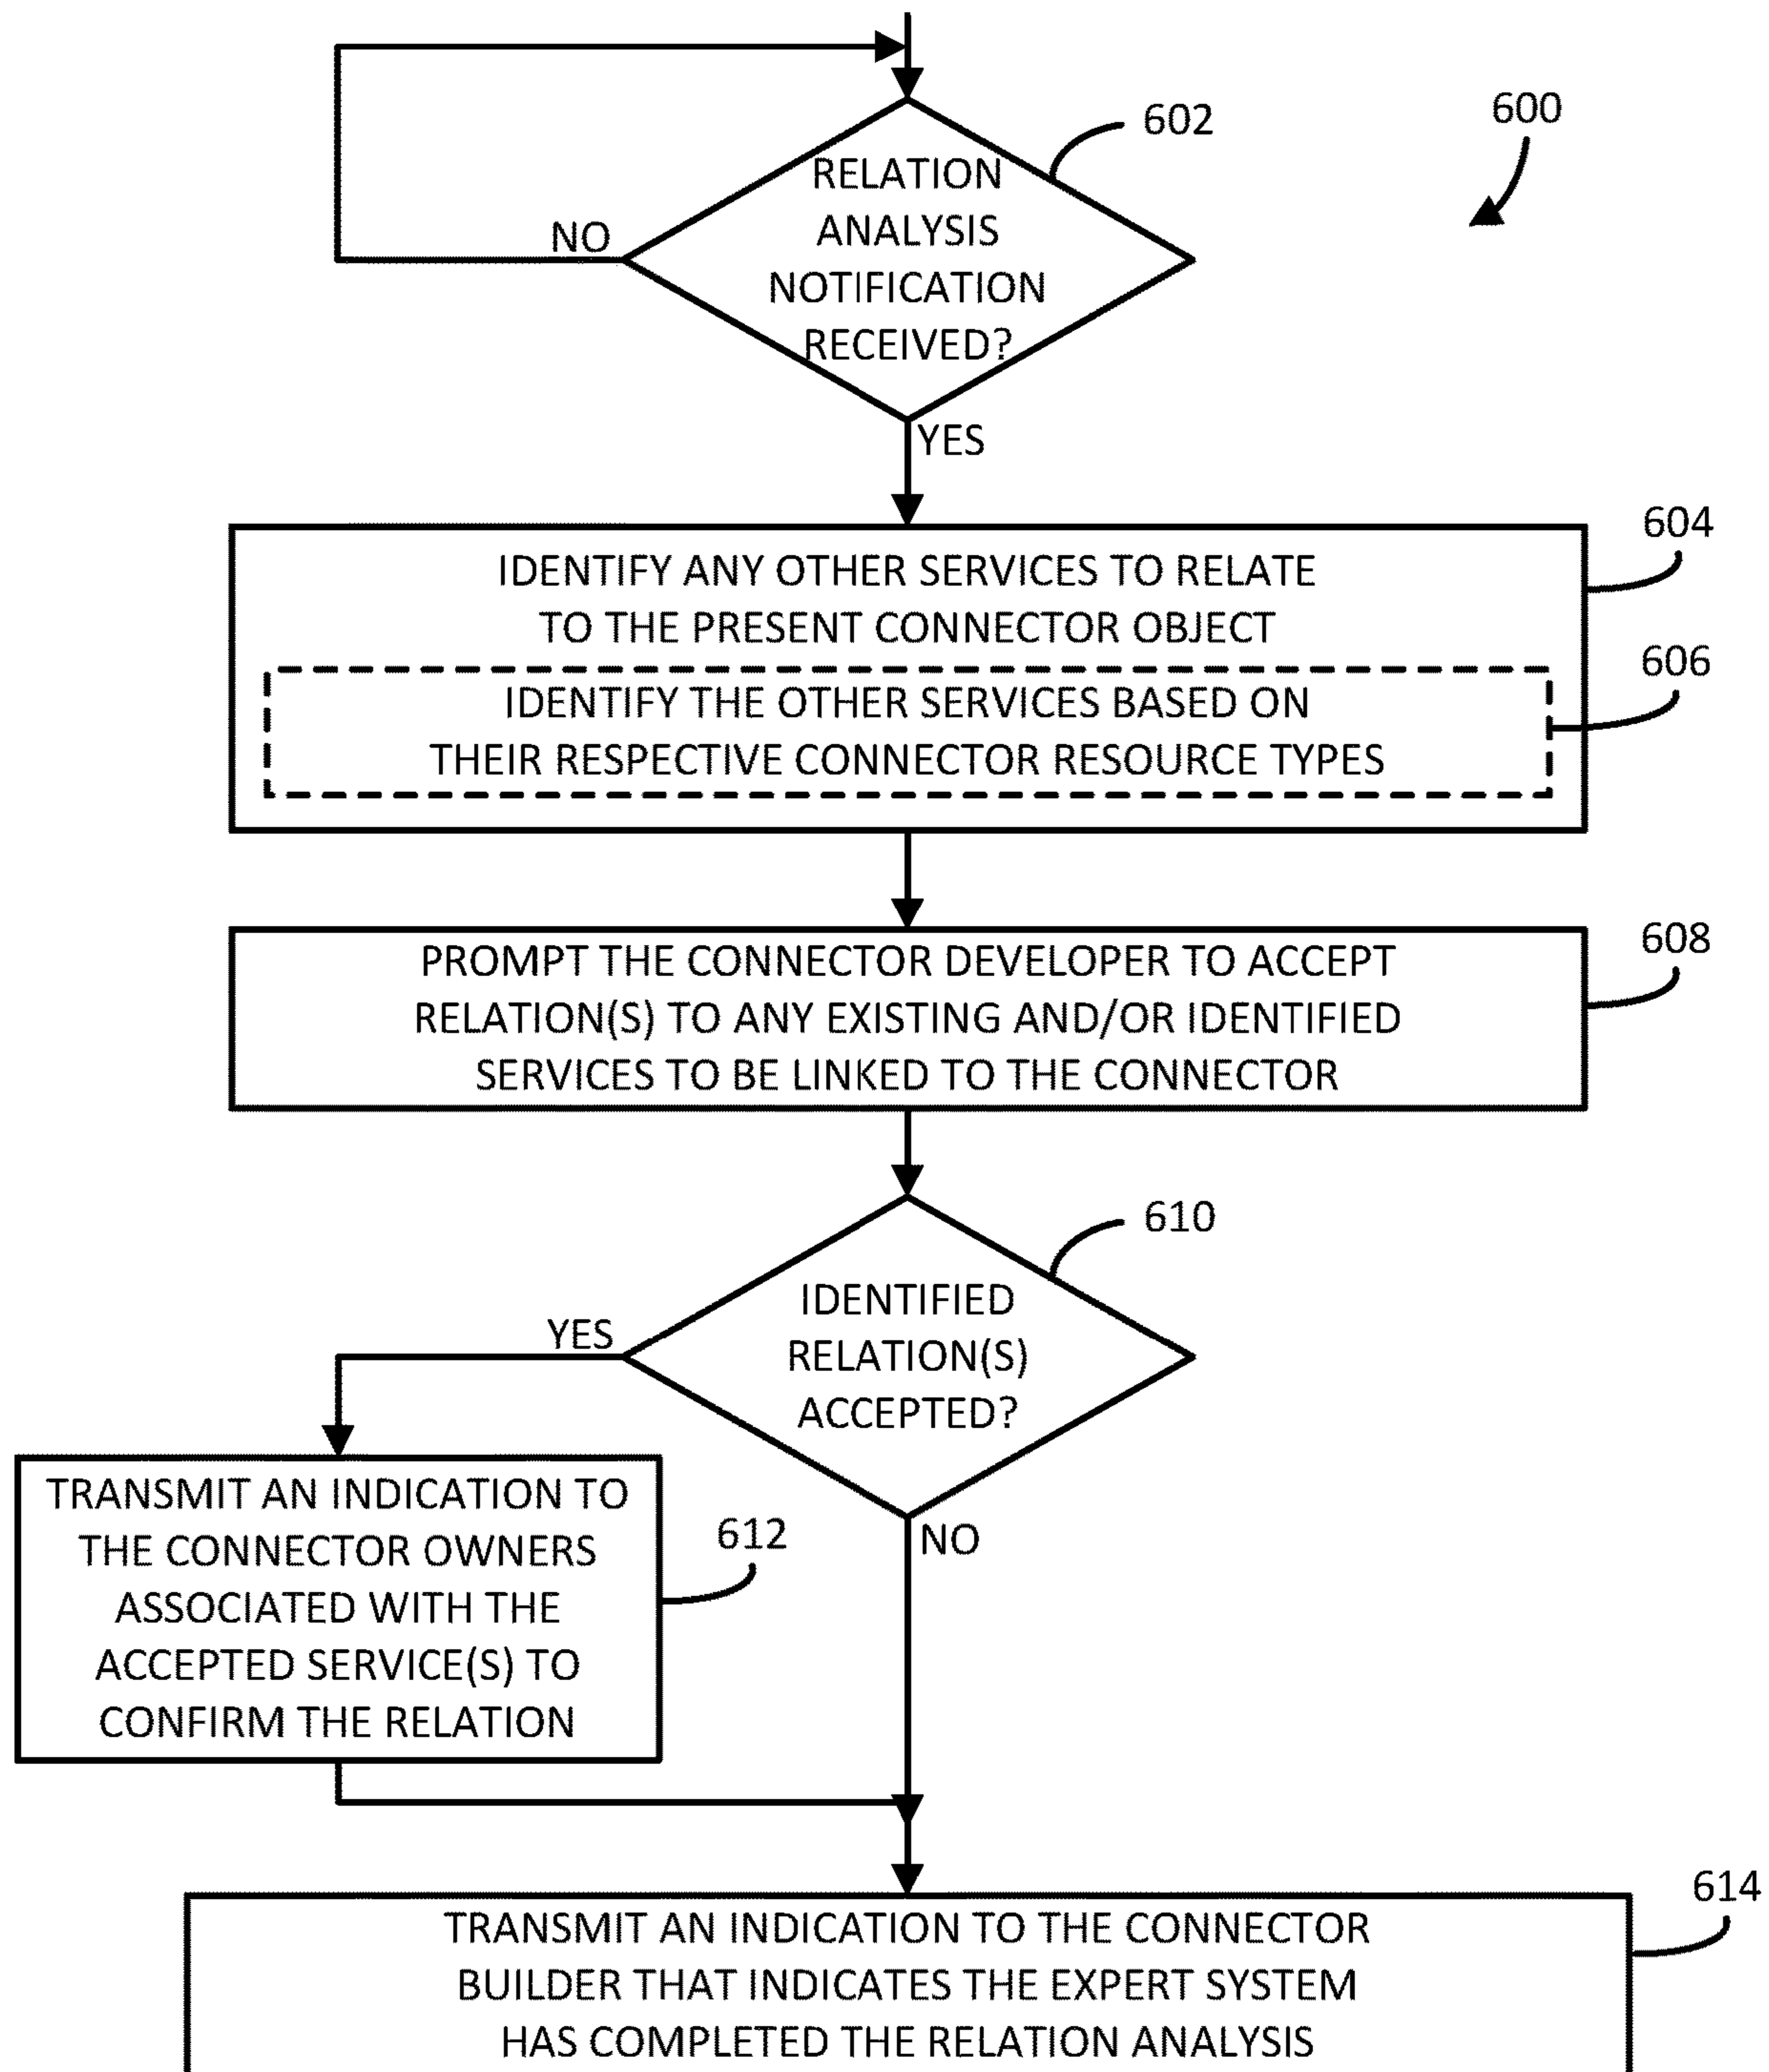 602
600
RELATION
ANALYSIS
NOTIFICATION
RECEIVED?
NO
YES
604
IDENTIFY ANY OTHER SERVICES TO RELATE
TO THE PRESENT CONNECTOR OBJECT
606
IDENTIFY THE OTHER SERVICES BASED ON
THEIR RESPECTIVE CONNECTOR RESOURCE TYPES
608
PROMPT THE CONNECTOR DEVELOPER TO ACCEPT
RELATION(S) TO ANY EXISTING AND/OR IDENTIFIED
SERVICES TO BE LINKED TO THE CONNECTOR
610
IDENTIFIED
RELATION(S)
ACCEPTED?
YES
NO
612
TRANSMIT AN INDICATION TO
THE CONNECTOR OWNERS
ASSOCIATED WITH THE
ACCEPTED SERVICE(S) TO
CONFIRM THE RELATION
614
TRANSMIT AN INDICATION TO THE CONNECTOR
BUILDER THAT INDICATES THE EXPERT SYSTEM
HAS COMPLETED THE RELATION ANALYSIS